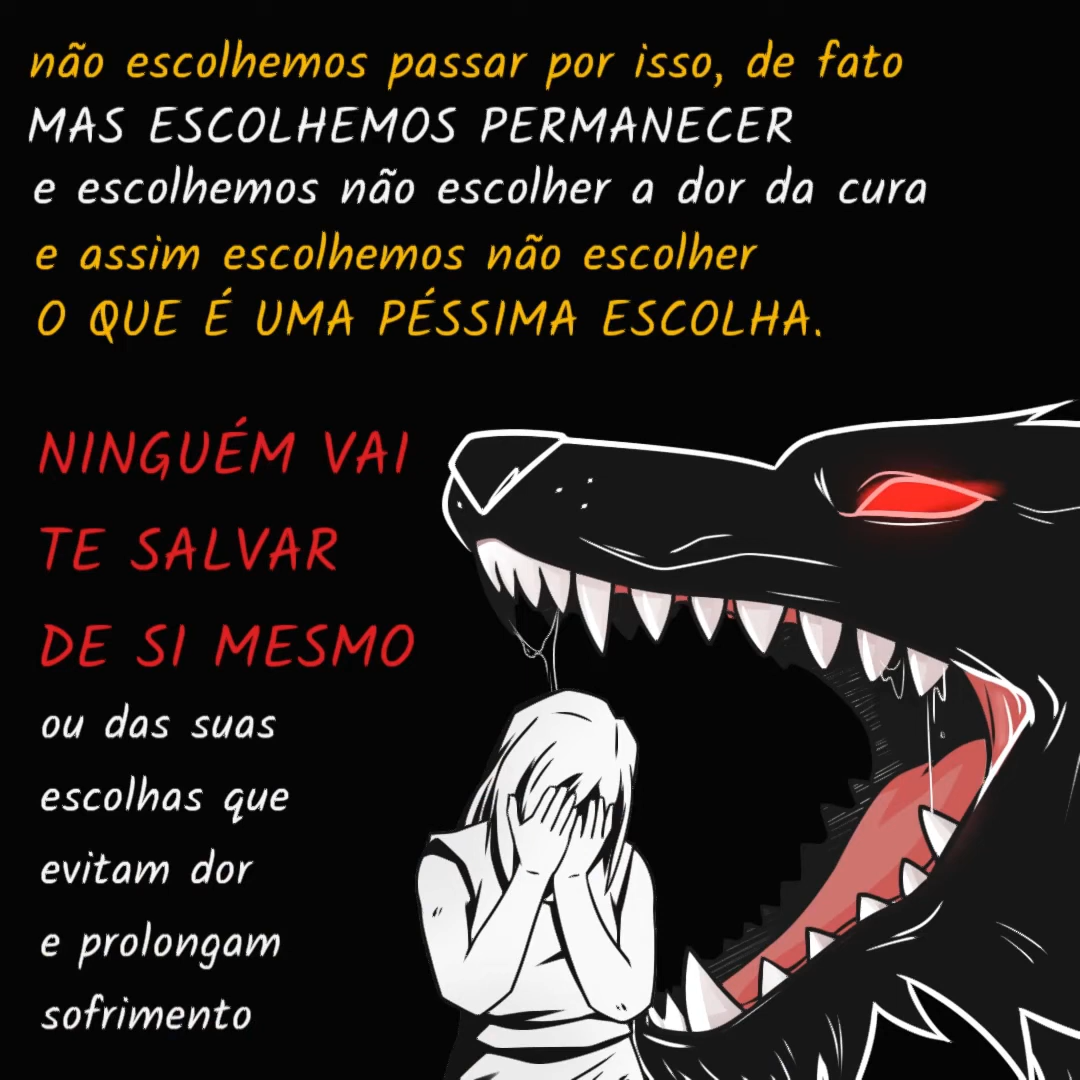 não escolhemos passar por isso, de fato
MAS ESCOLHEMOS PERMANECER
e escolhemos não escolher a dor da cura
e assim escolhemos não escolher
O QUE É UMA PÉSSIMA ESCOLHA.
NINGUÉM VAI
TE SALVAR
DE SI MESMO
ou das suas
escolhas que
evitam dor
e prolongam
sofrimento